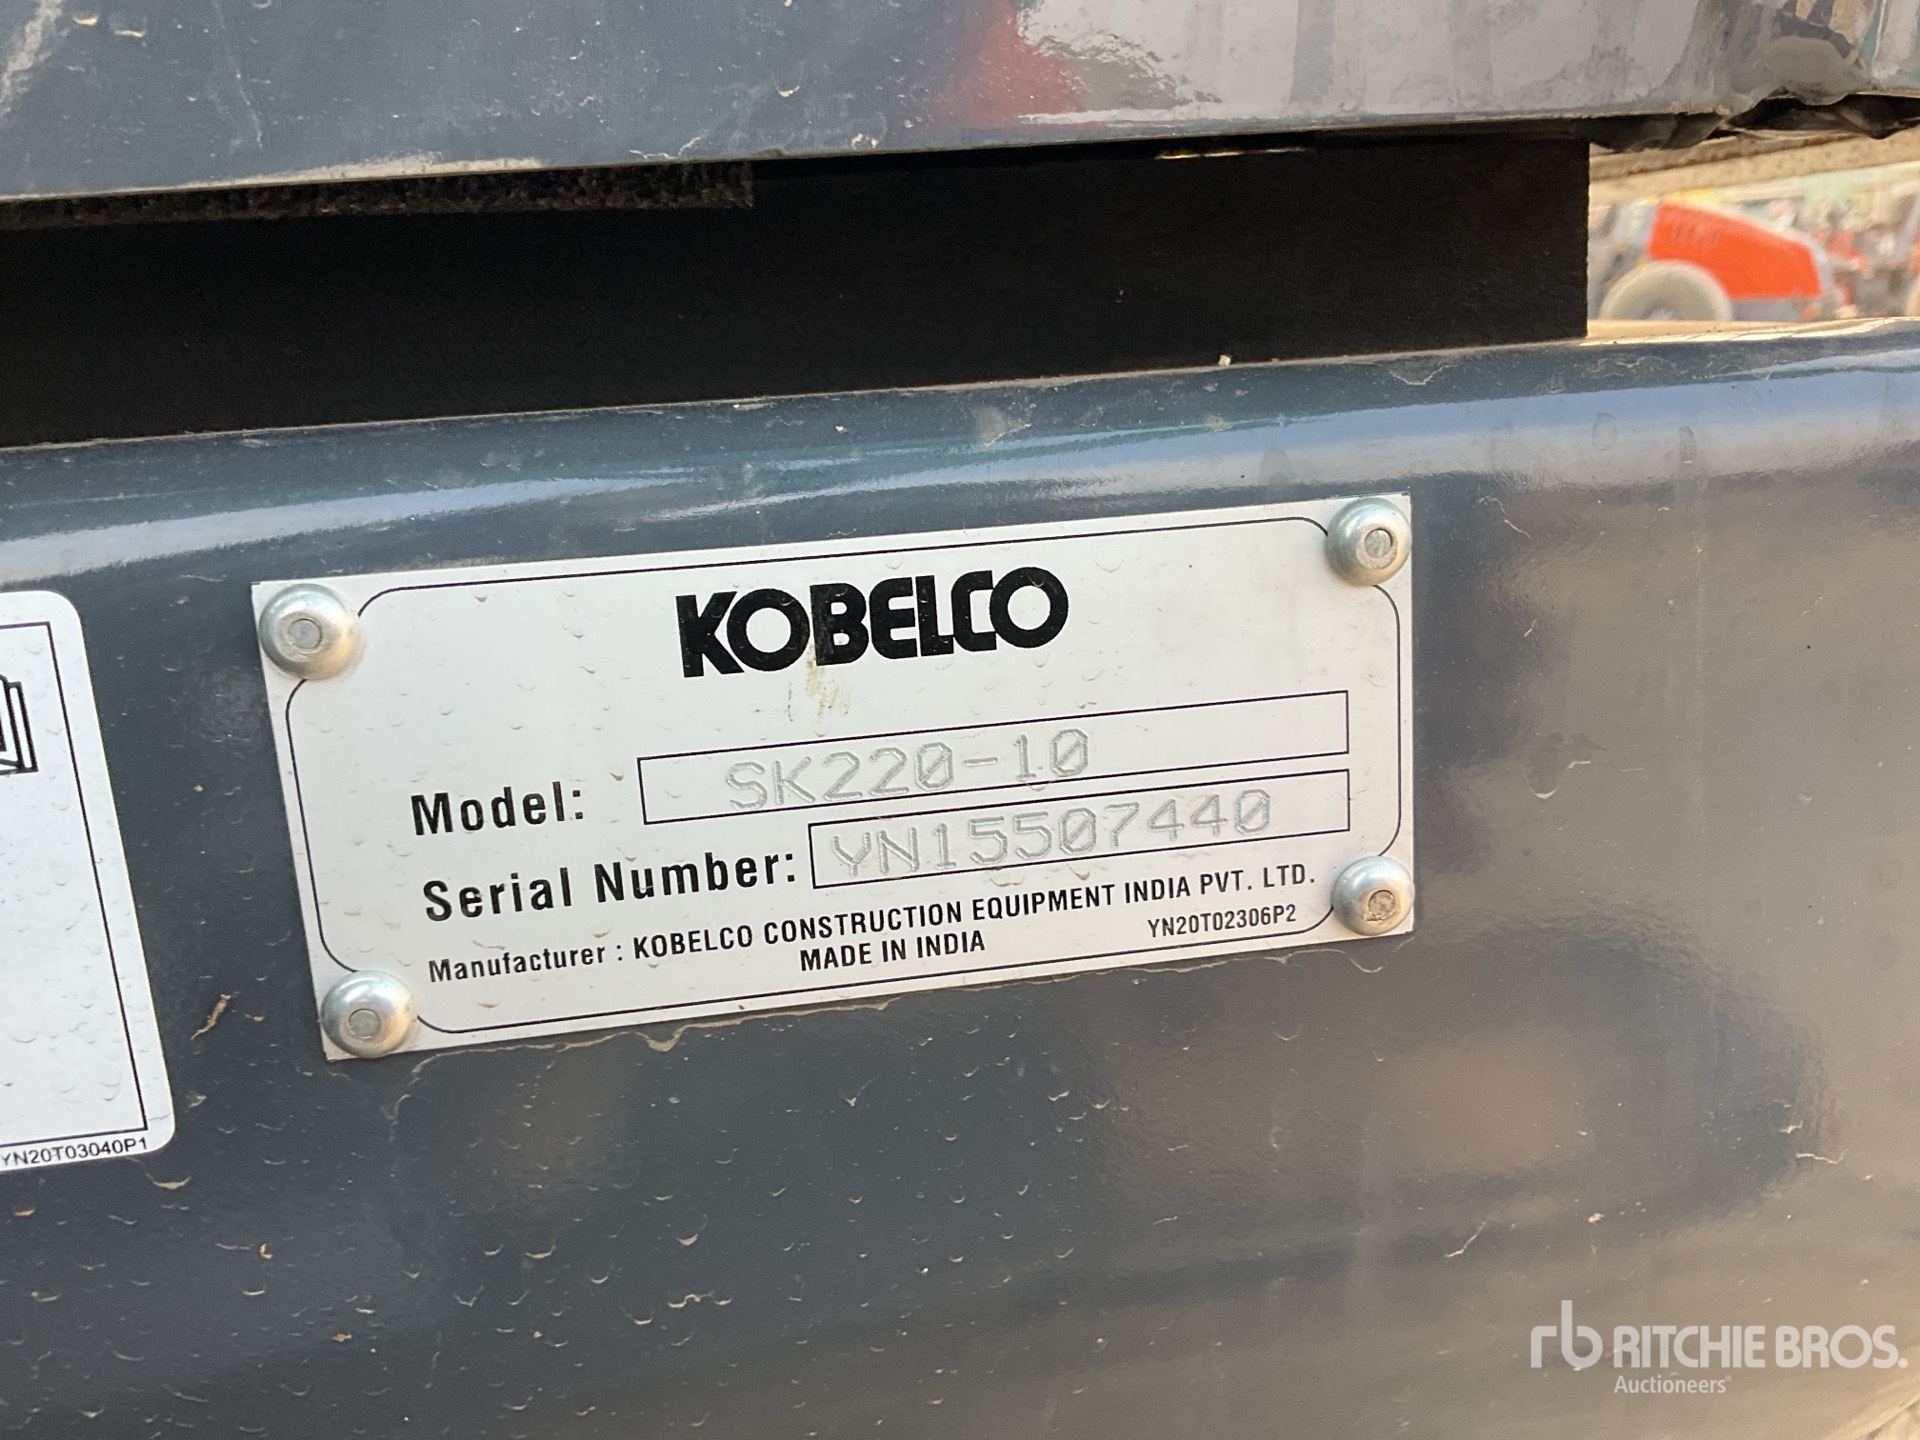 KOBELCO
Model: SK220-10
Serial Number: YN15507440
Manufacturer : KOBELCO CONSTRUCTION EQUIPMENT INDIA PVT. LTD.
MADE IN INDIA YN20T02306P2
YN20T03040P1
rb RITCHIE BROS.
Auctioneers